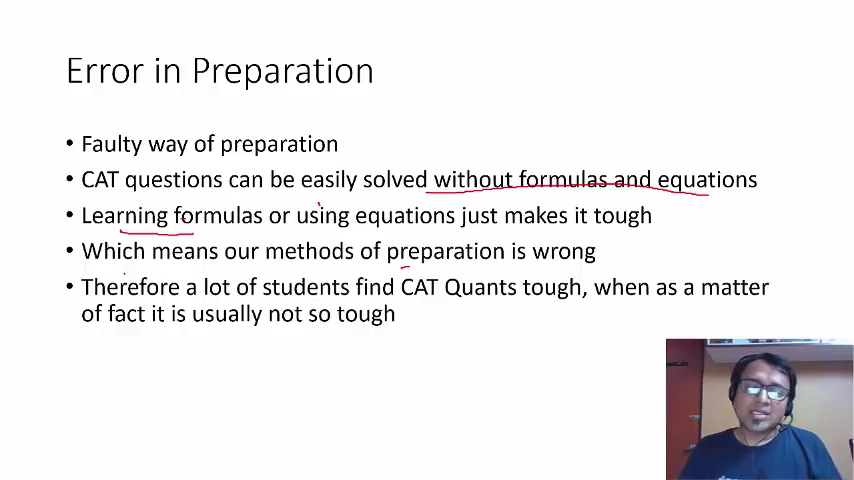 Error in Preparation
• Faulty way of preparation
• CAT questions can be easily solved without formulas and equations
• Learning formulas or using equations just makes it tough
• Which means our methods of preparation is wrong
• Therefore a lot of students find CAT Quants tough, when as a matter
of fact it is usually not so tough